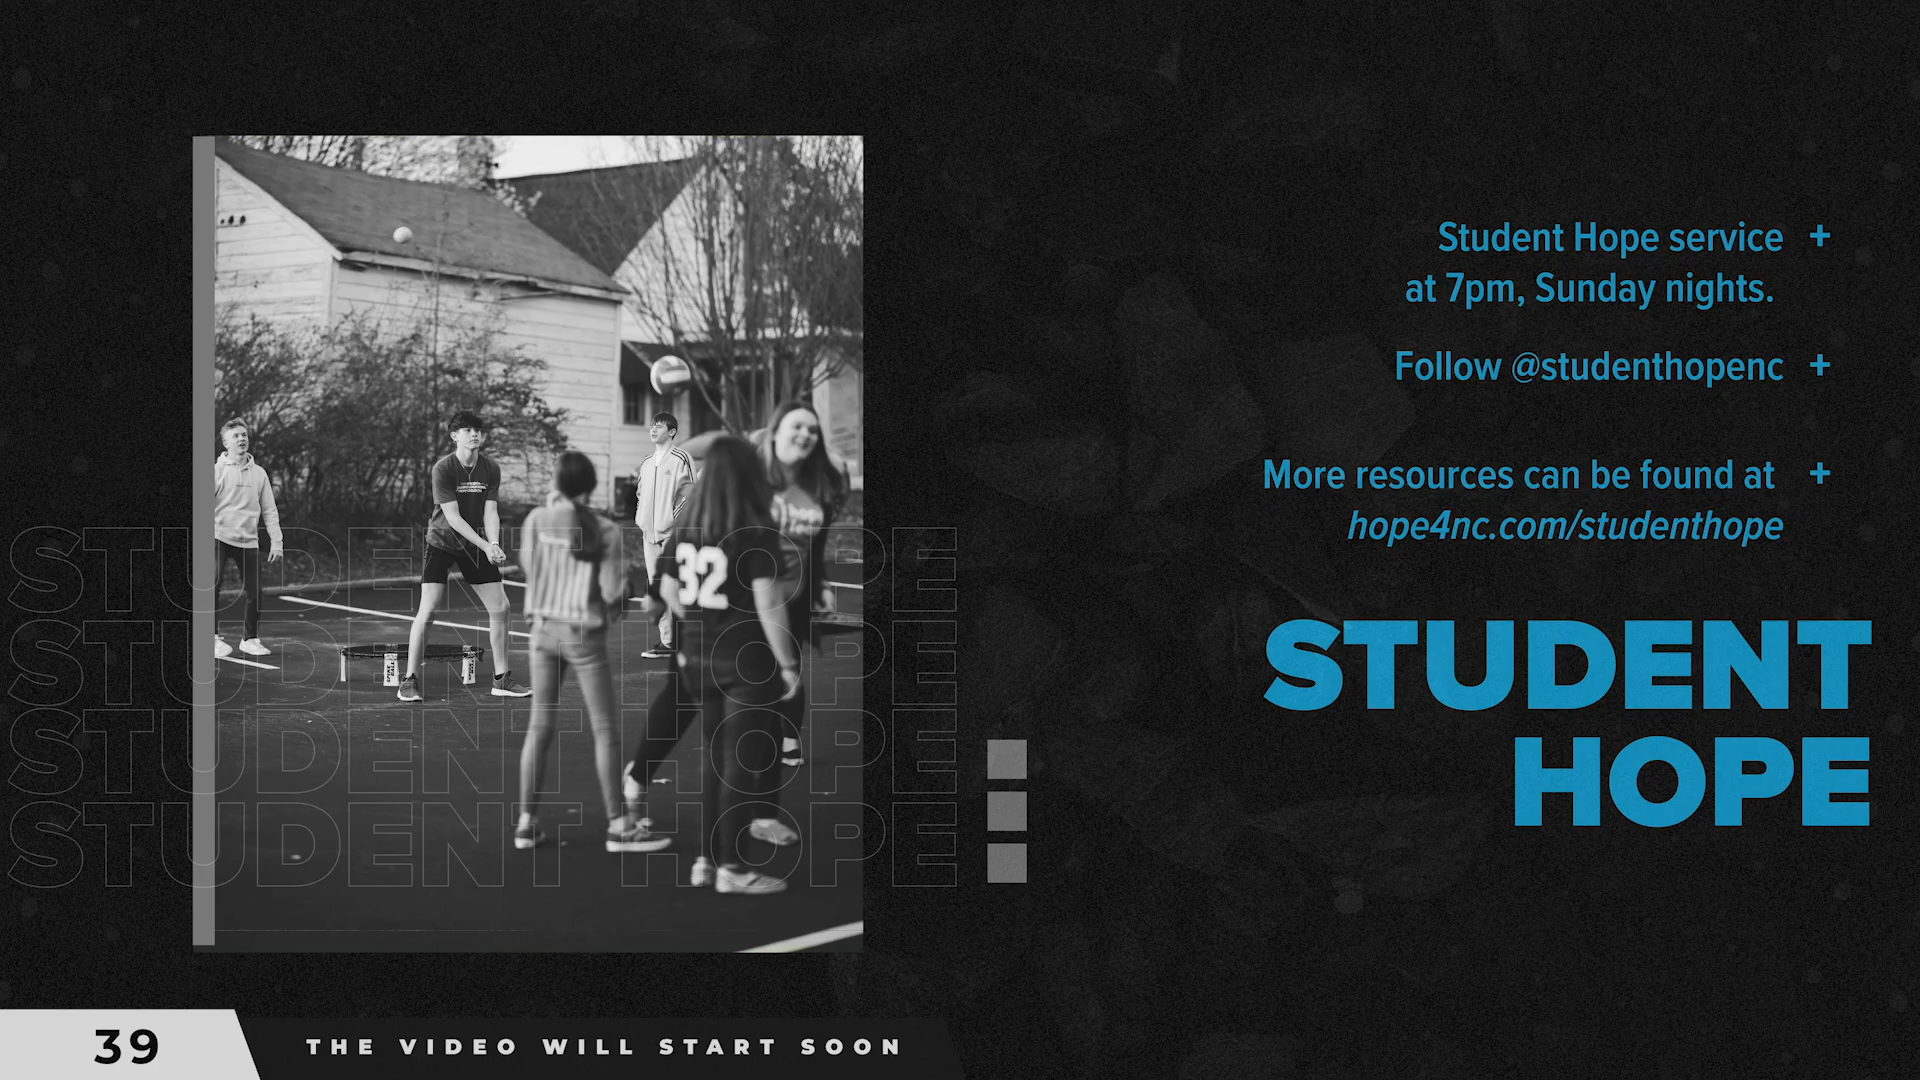 Student Hope service +
at 7pm, Sunday nights.
Follow @studenthopenc +
More resources can be found at +
hope4nc.com/studenthope
STUDENT
HOPE
STUDENT HOPE
STUDENT HOPE
STUDENT HOPE
STUDENT HOPE
32
39
THE VIDEO WILL START SOON